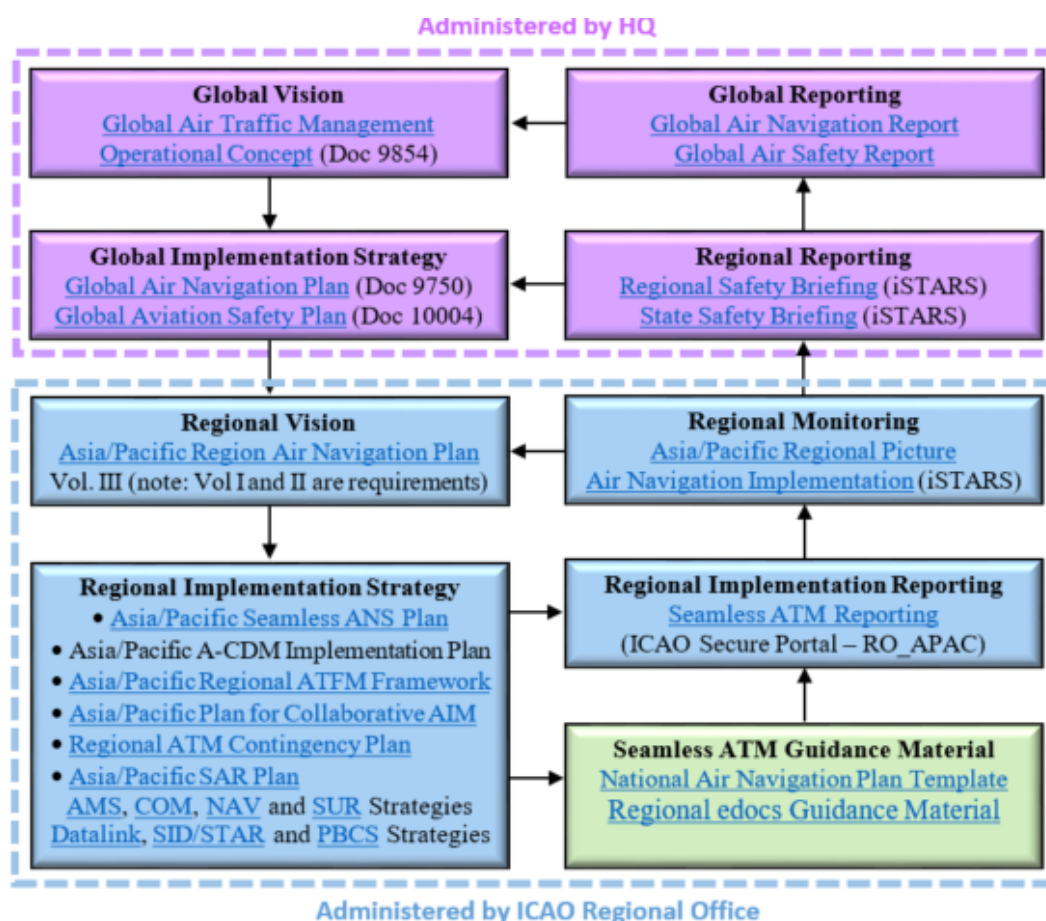 Administered by HQ
Global Vision
Global Air Traffic Management
Operational Concept (Doc 9854)
Global Reporting
Global Air Navigation Report
Global Air Safety Report
Global Implementation Strategy
Global Air Navigation Plan (Doc 9750)
Global Aviation Safety Plan (Doc 10004)
Regional Reporting
Regional Safety Briefing (iSTARS)
State Safety Briefing (iSTARS)
Regional Vision
Asia/Pacific Region Air Navigation Plan
Vol. III (note: Vol I and II are requirements)
Regional Monitoring
Asia/Pacific Regional Picture
Air Navigation Implementation (iSTARS)
Regional Implementation Strategy
• Asia/Pacific Seamless ANS Plan
• Asia/Pacific A-CDM Implementation Plan
• Asia/Pacific Regional ATFM Framework
• Asia/Pacific Plan for Collaborative AIM
• Regional ATM Contingency Plan
• Asia/Pacific SAR Plan
AMS, COM, NAV and SUR Strategies
Datalink, SID/STAR and PBCS Strategies
Regional Implementation Reporting
Seamless ATM Reporting
(ICAO Secure Portal – RO_APAC)
Seamless ATM Guidance Material
National Air Navigation Plan Template
Regional edocs Guidance Material
Administered by ICAO Regional Office